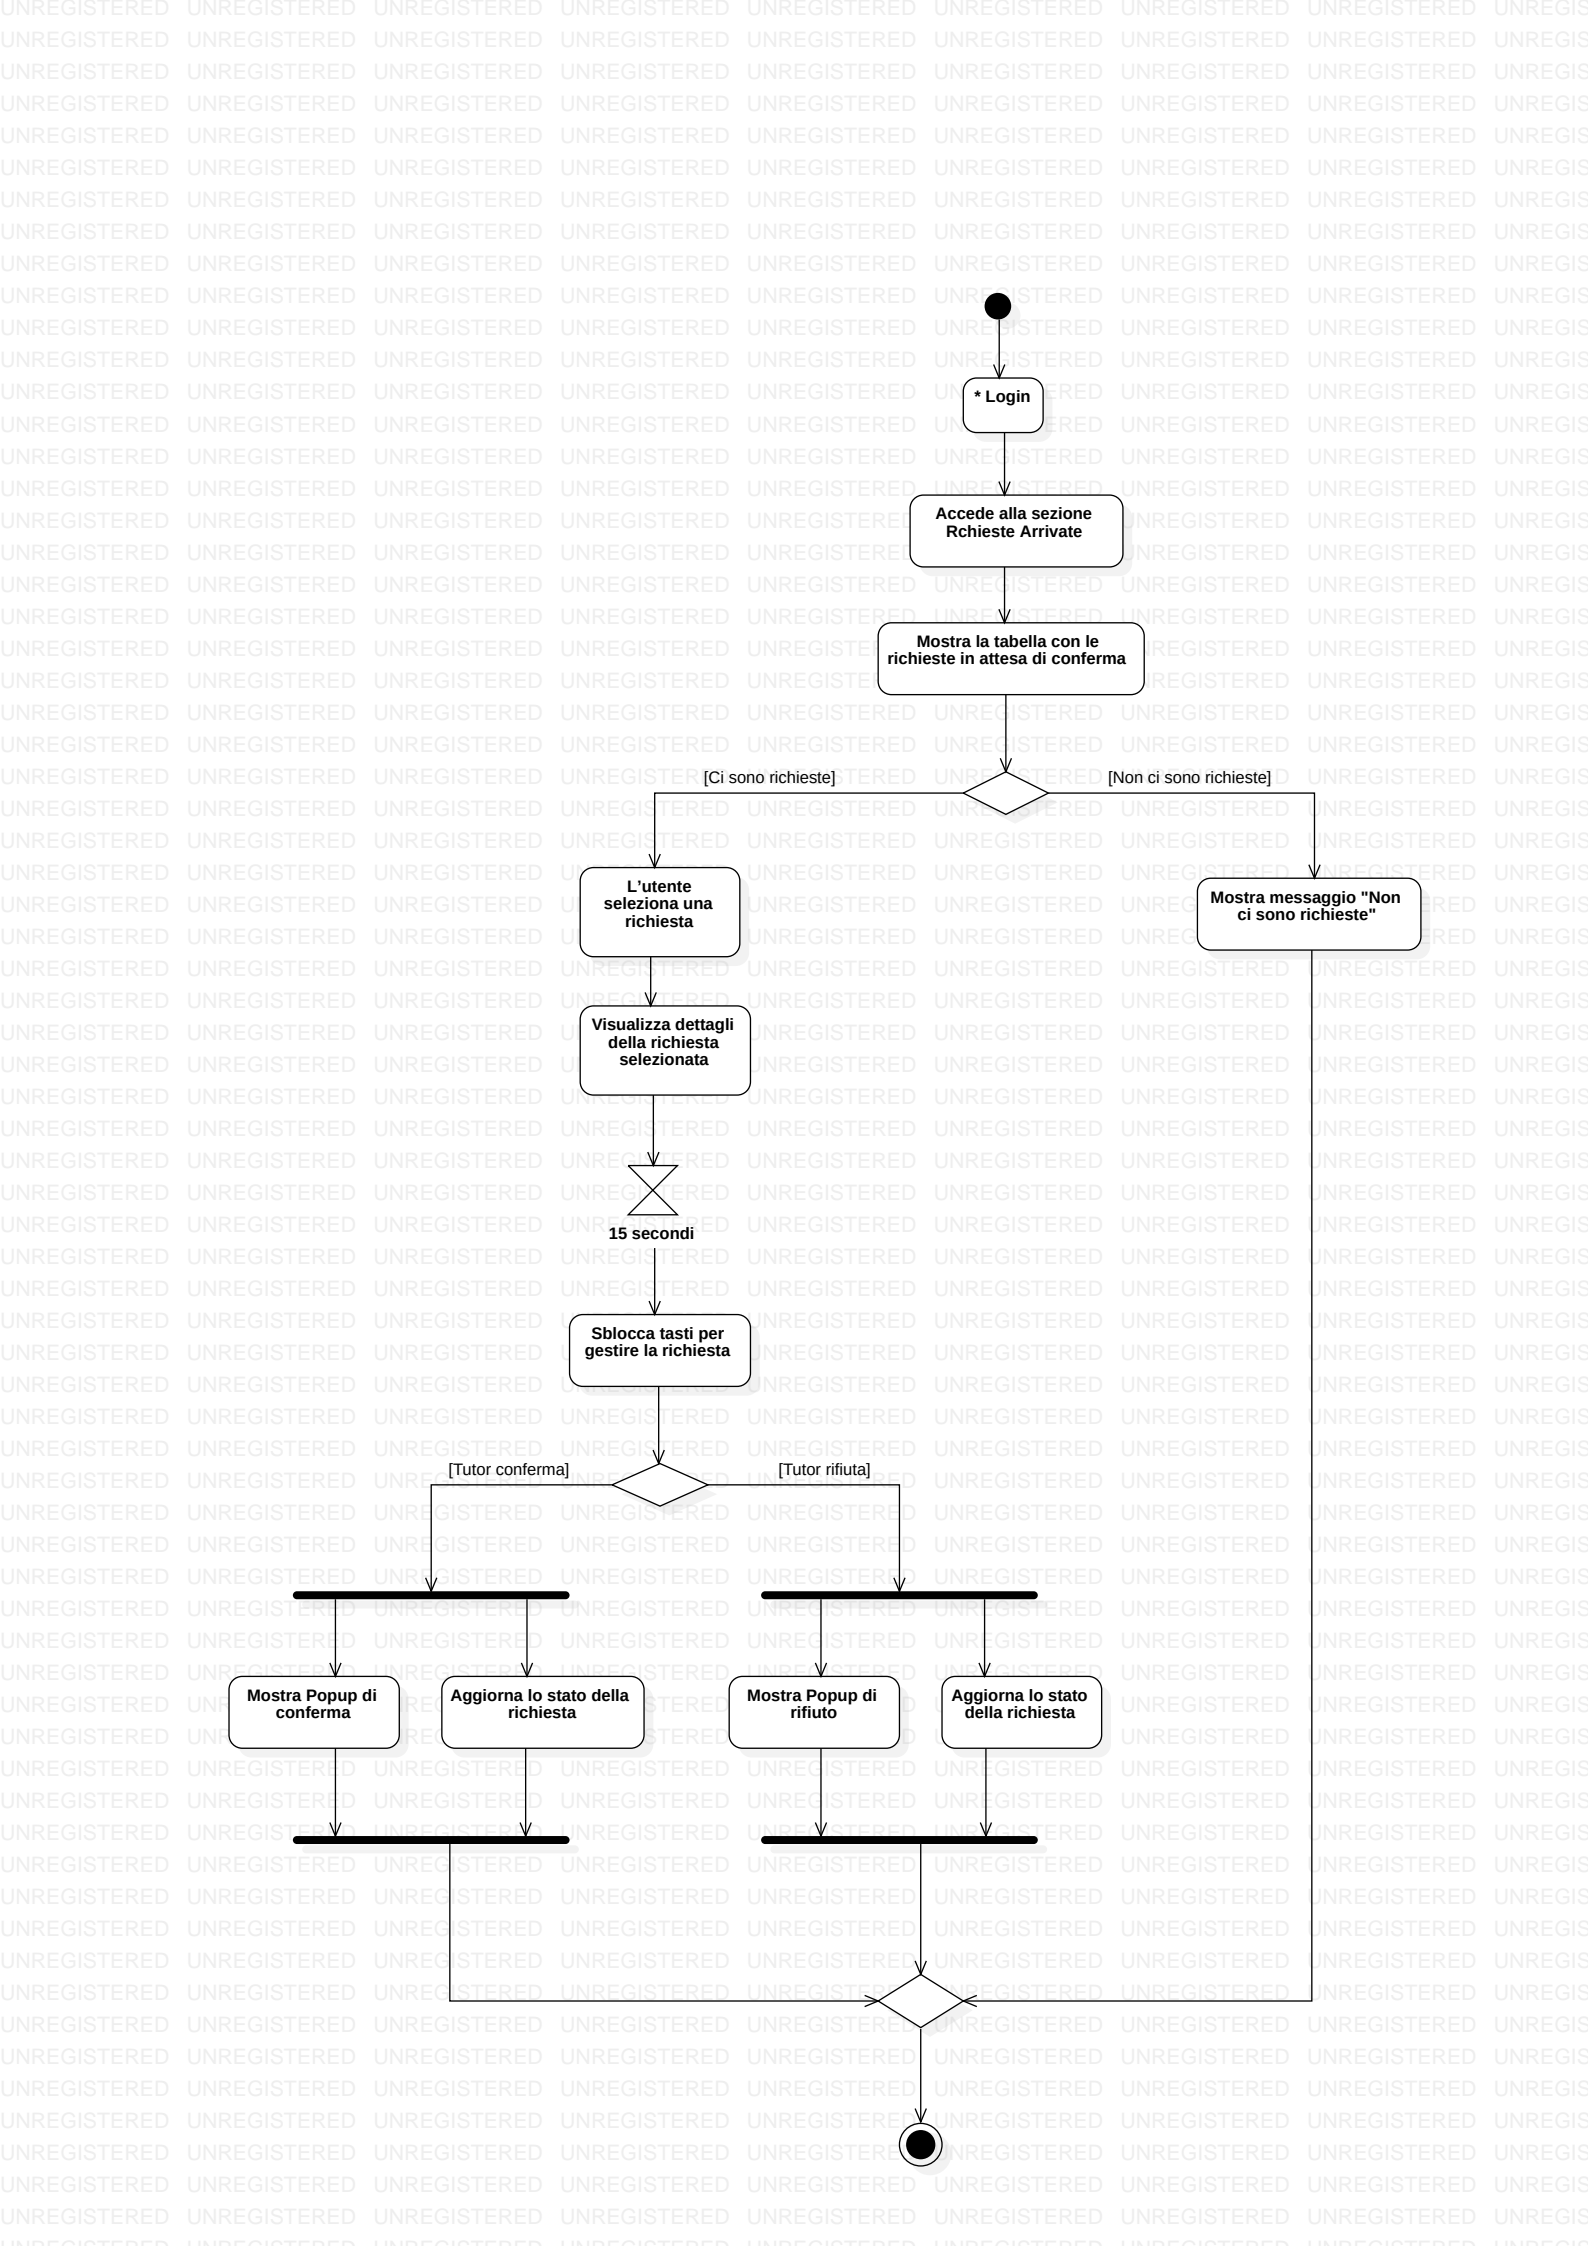 * Login
Accede alla sezione
Rchieste Arrivate
Mostra la tabella con le
richieste in attesa di conferma
[Ci sono richieste]
[Non ci sono richieste]
L'utente
seleziona una
richiesta
Mostra messaggio "Non
ci sono richieste"
Visualizza dettagli
della richiesta
selezionata
15 secondi
Sblocca tasti per
gestire la richiesta
[Tutor conferma]
[Tutor rifiuta]
Mostra Popup di
conferma
Aggiorna lo stato della
richiesta
Mostra Popup di
rifiuto
Aggiorna lo stato
della richiesta
UNREGISTERED